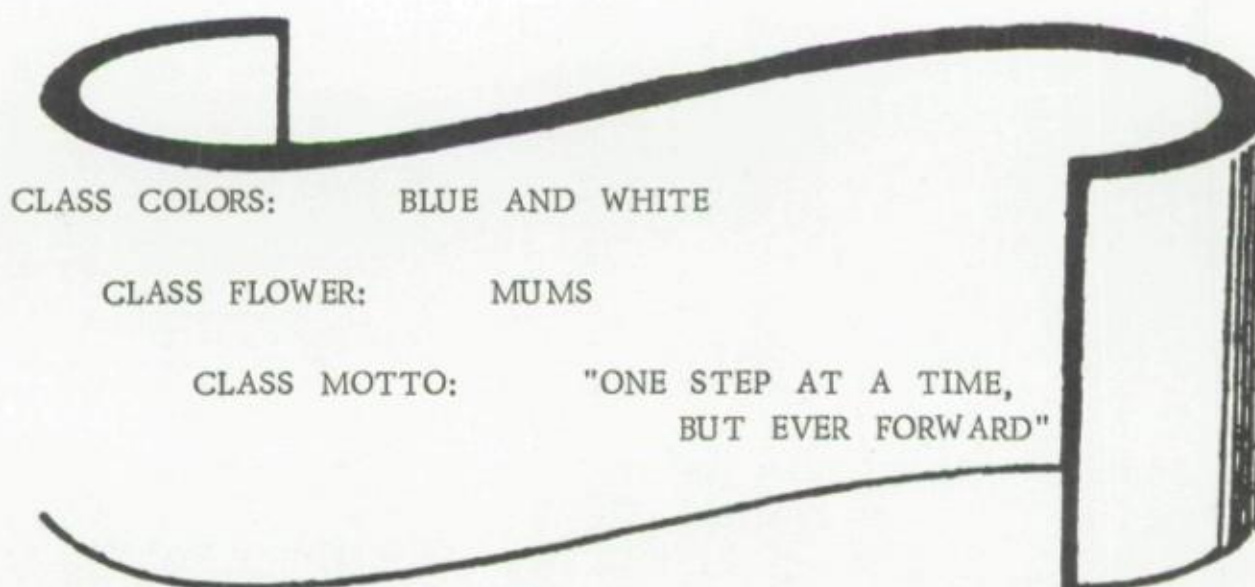 CLASS COLORS: BLUE AND WHITE
CLASS FLOWER: MUMS
CLASS MOTTO: "ONE STEP AT A TIME,
BUT EVER FORWARD"